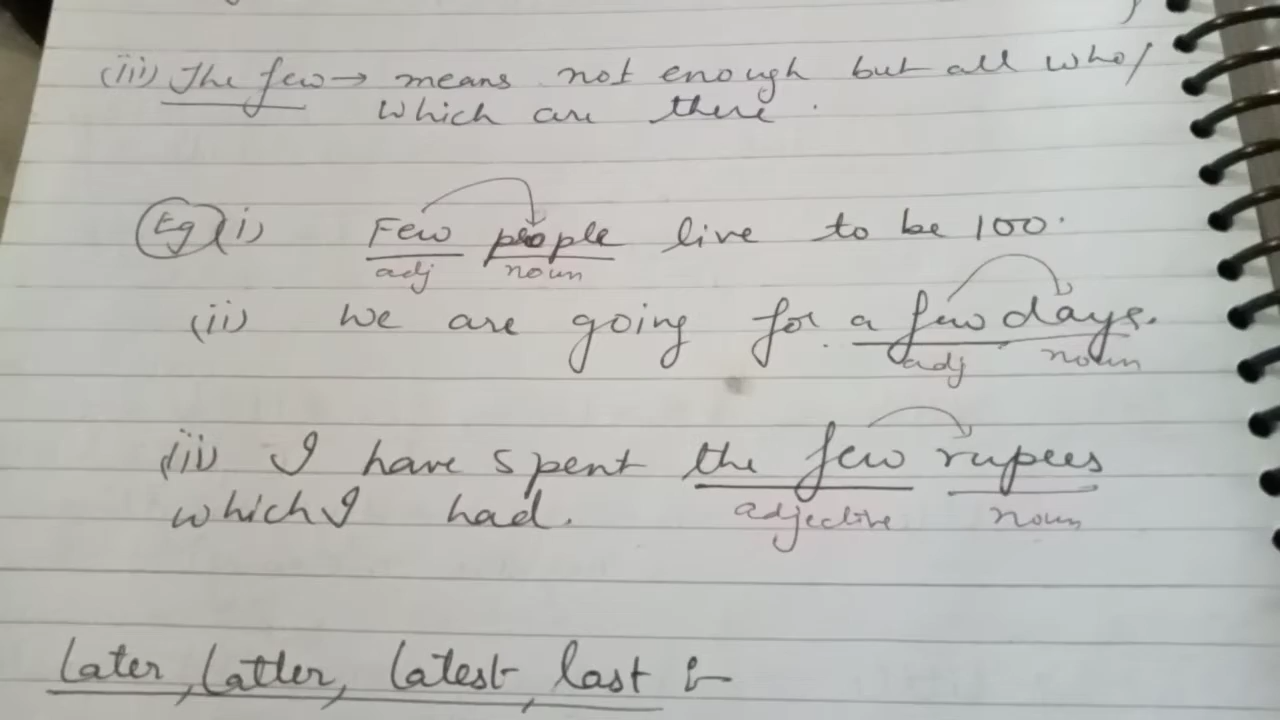 (iii) The few → means not enough but all who/
which are there.
Eg (i) Few people live to be 100.
adj noun
(ii) We are going for a few days.
adj noun
(iii) I have spent the few rupees
which I had. adjective noun
Later, Latter, Latest, last :-